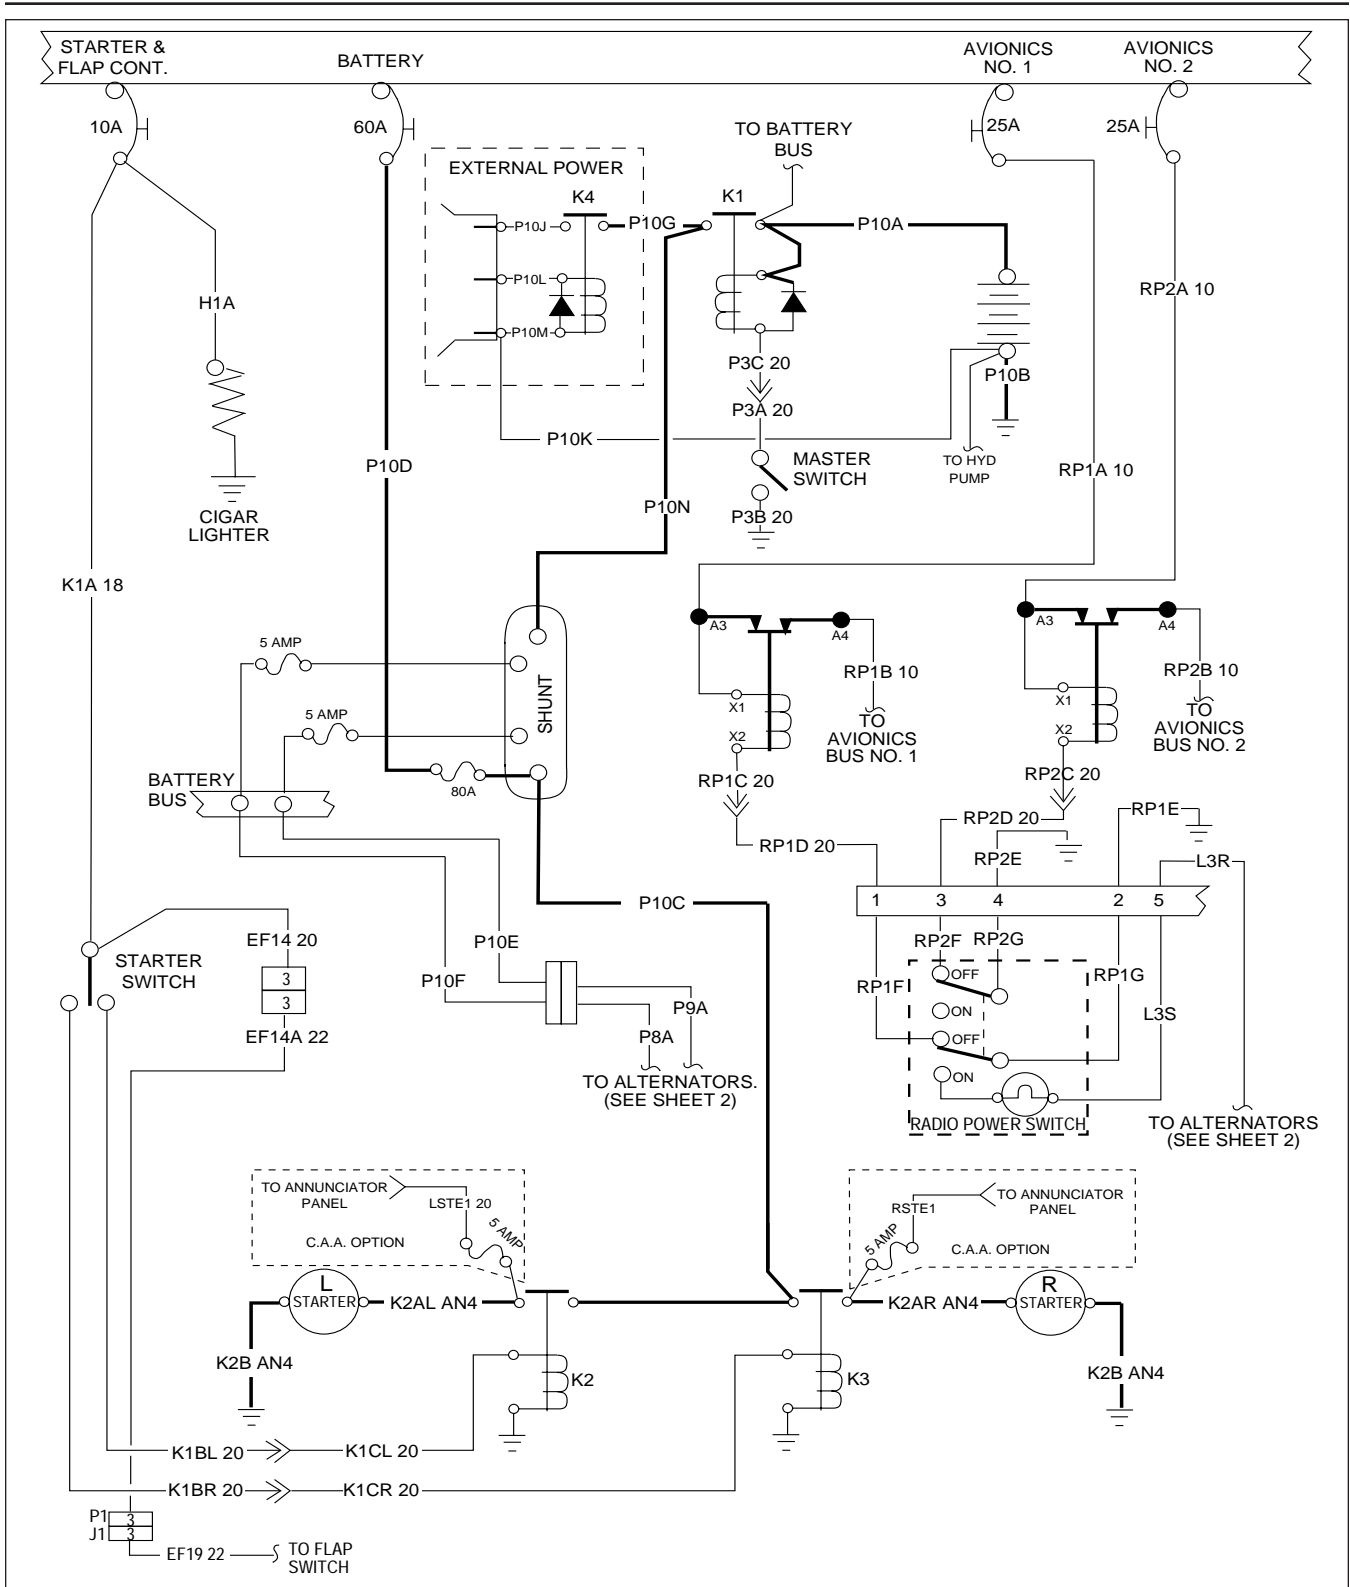 STARTER &
FLAP CONT.
BATTERY
AVIONICS
NO. 1
AVIONICS
NO. 2
10A
60A
25A
25A
TO BATTERY
BUS
EXTERNAL POWER
K4
K1
P10J
P10G
P10A
P10L
P10M
H1A
RP2A 10
P3C 20
P10B
P3A 20
P10K
P10D
MASTER
SWITCH
TO HYD
PUMP
RP1A 10
P10N
P3B 20
CIGAR
LIGHTER
K1A 18
5 AMP
A3
A4
A3
A4
SHUNT
RP1B 10
RP2B 10
X1
X1
5 AMP
TO
AVIONICS
BUS NO. 1
TO
AVIONICS
BUS NO. 2
X2
X2
BATTERY
BUS
80A
RP1C 20
RP2C 20
RP1E
RP2D 20
RP1D 20
RP2E
L3R
P10C
1
3
4
2
5
EF14 20
P10E
RP2F
RP2G
STARTER
SWITCH
3
3
P10F
OFF
RP1F
RP1G
ON
P9A
L3S
EF14A 22
P8A
OFF
TO ALTERNATORS.
(SEE SHEET 2)
ON
RADIO POWER SWITCH
TO ALTERNATORS
(SEE SHEET 2)
TO ANNUNCIATOR
PANEL
LSTE1 20
5 AMP
C.A.A. OPTION
TO ANNUNCIATOR
PANEL
RSTE1
5 AMP
C.A.A. OPTION
L
STARTER
K2AL AN4
K2AR AN4
R
STARTER
K2B AN4
K2
K3
K2B AN4
K1BL 20
K1CL 20
K1BR 20
K1CR 20
P1
3
J1
3
EF19 22
TO FLAP
SWITCH